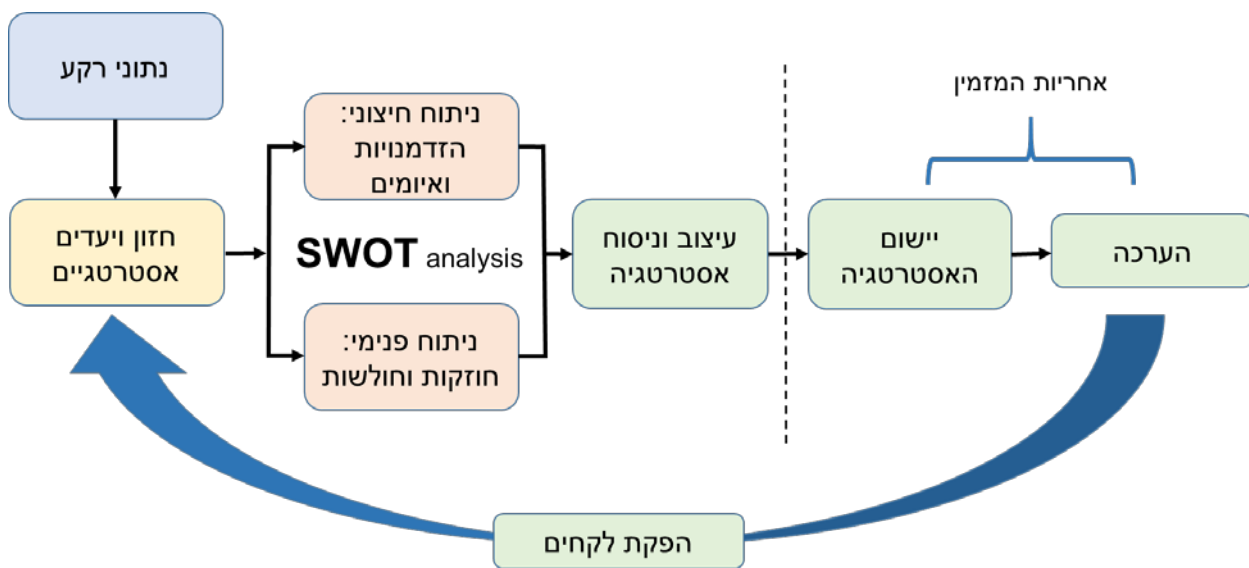 נתוני רקע
חזון ויעדים
אסטרטגיים
ניתוח חיצוני:
הזדמנויות
ואיומים
SWOT analysis
ניתוח פנימי:
חוזקות וחולשות
עיצוב וניסוח
אסטרטגיה
אחריות המזמין
יישום
האסטרטגיה
הערכה
הפקת לקחים